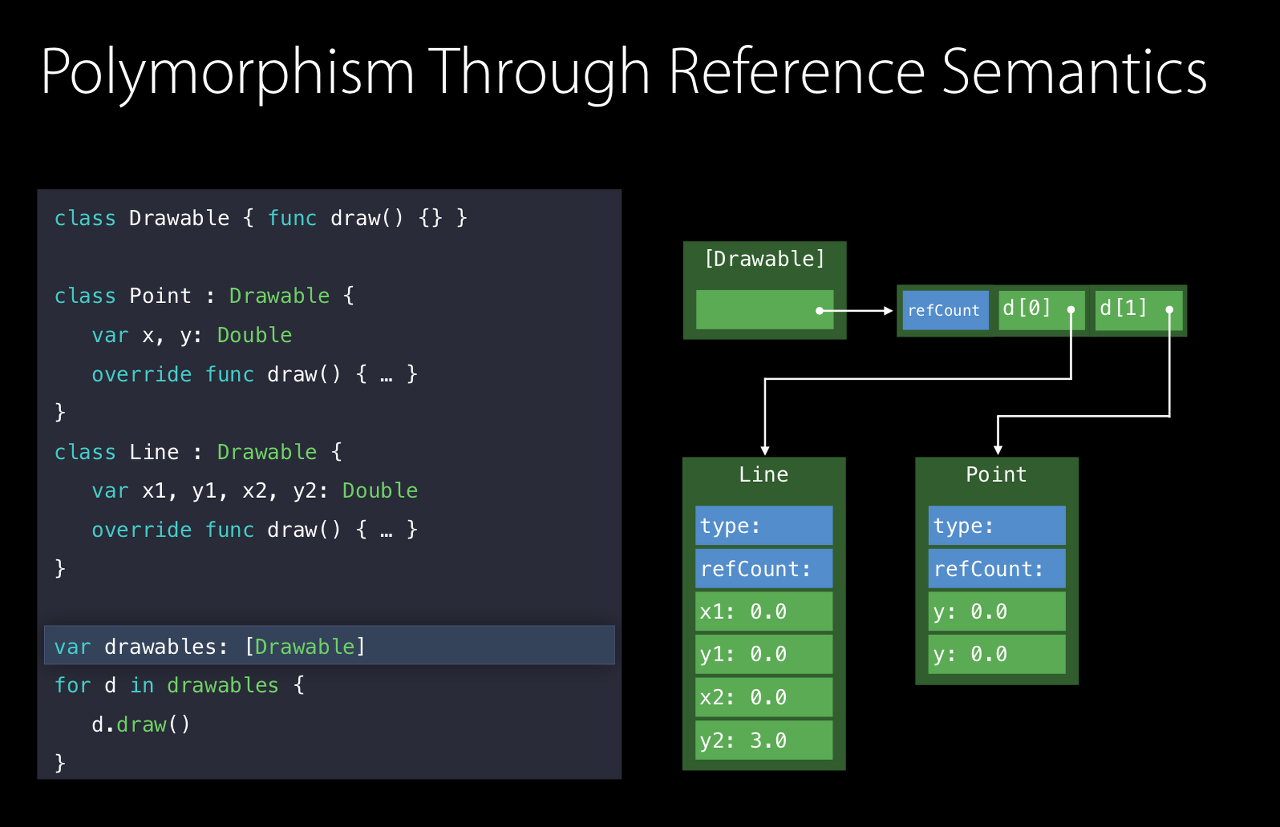 Polymorphism Through Reference Semantics
class Drawable { func draw() {} }
class Point : Drawable {
   var x, y: Double
   override func draw() { … }
}
class Line : Drawable {
   var x1, y1, x2, y2: Double
   override func draw() { … }
}
var drawables: [Drawable]
for d in drawables {
   d.draw()
}
[Drawable]
refCount d[0] d[1]
Line
type:
refCount:
x1: 0.0
y1: 0.0
x2: 0.0
y2: 3.0
Point
type:
refCount:
y: 0.0
y: 0.0